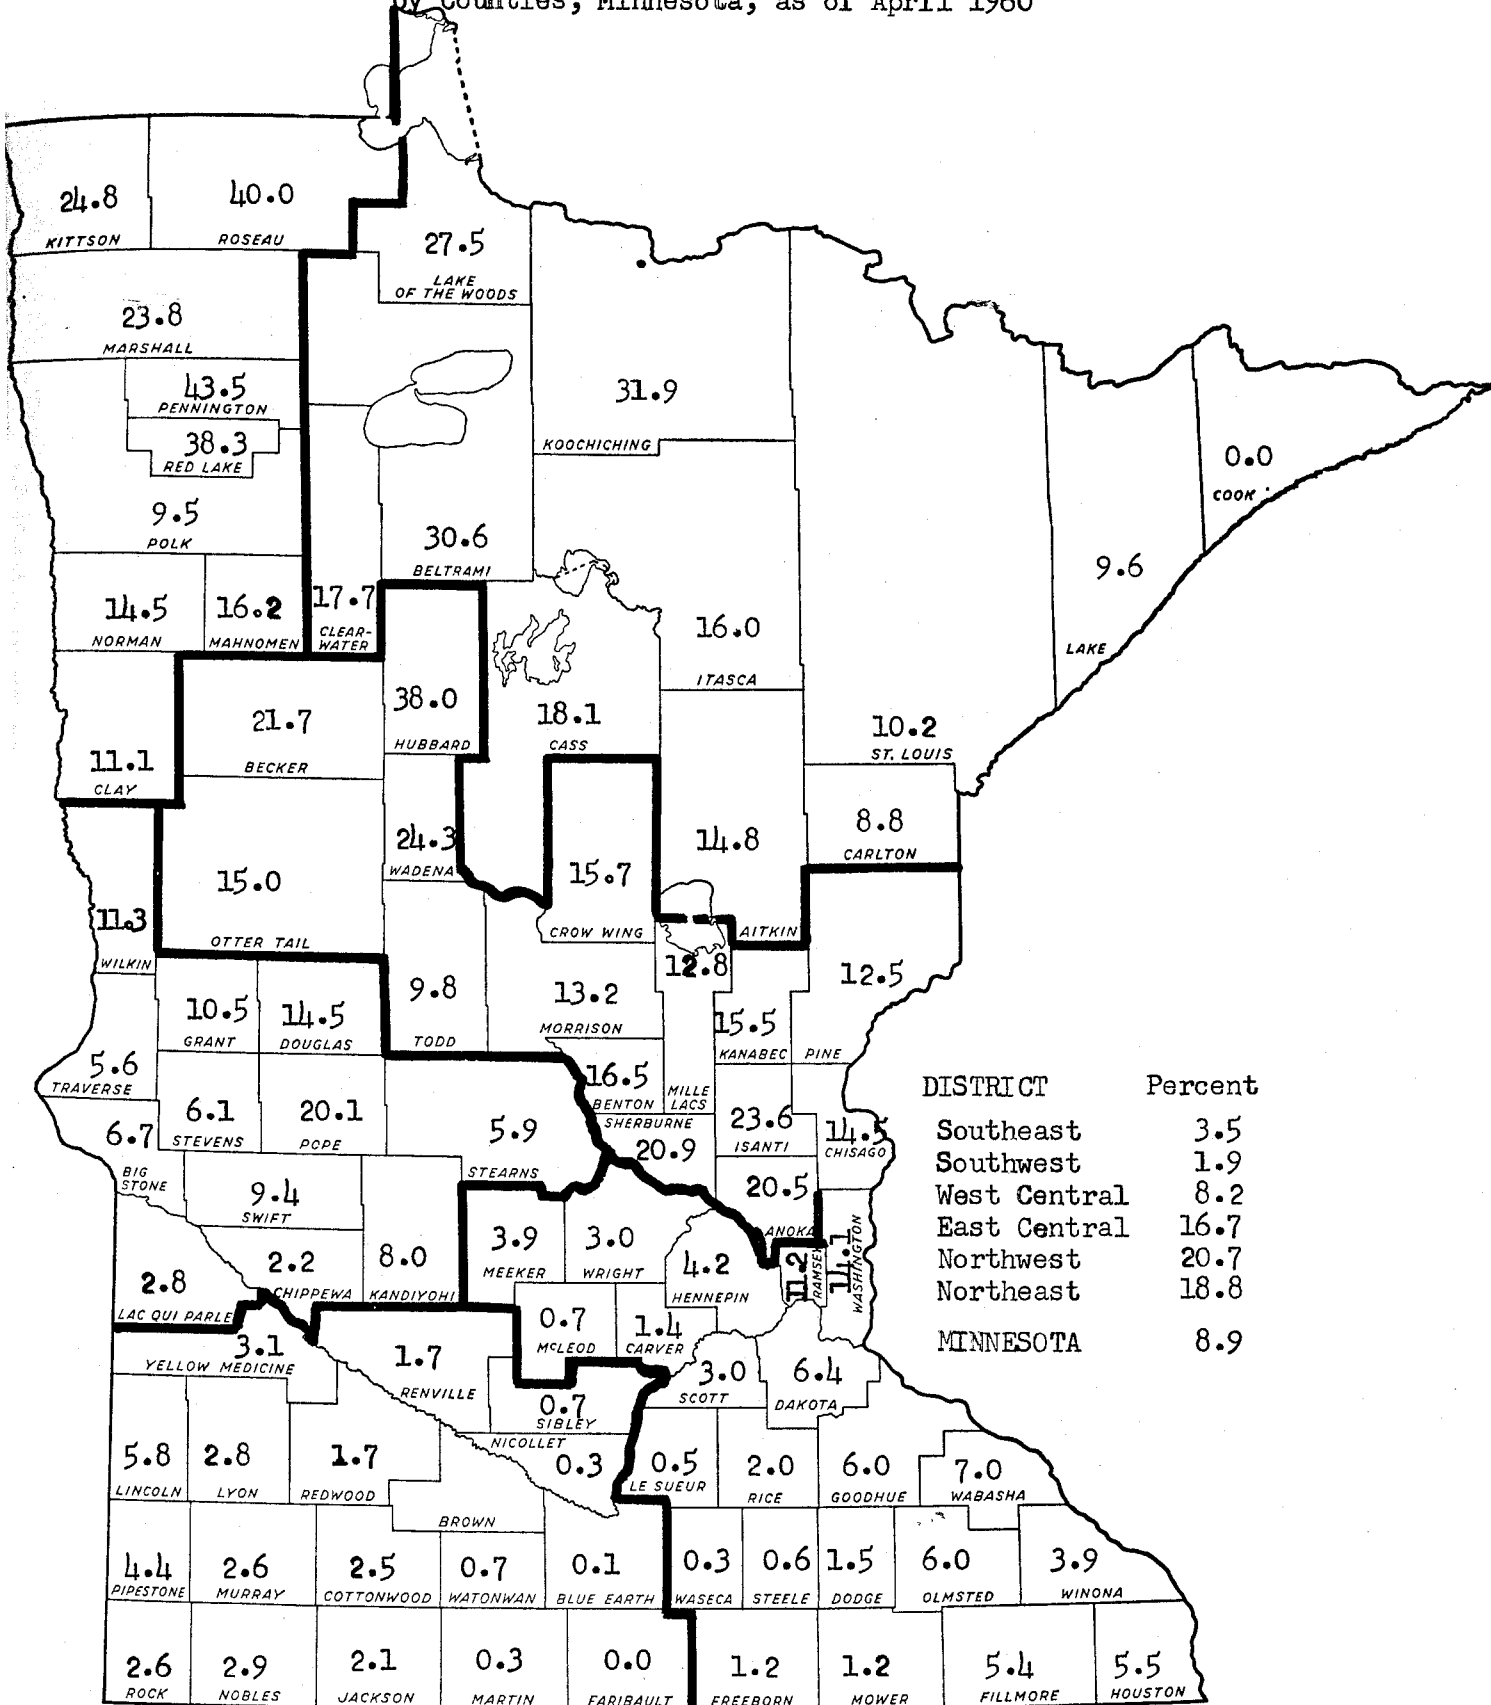 by Counties, Minnesota, as of April 1960
24.8
KITTSON
40.0
ROSEAU
27.5
LAKE
OF THE WOODS
23.8
MARSHALL
43.5
PENNINGTON
38.3
RED LAKE
31.9
KOOCHICHING
0.0
COOK
9.5
POLK
30.6
BELTRAMI
9.6
LAKE
14.5
NORMAN
16.2
MAHNOMEN
17.7
CLEAR-
WATER
16.0
ITASCA
38.0
HUBBARD
18.1
CASS
21.7
BECKER
10.2
ST. LOUIS
11.1
CLAY
24.3
WADENA
15.7
CROW WING
14.8
AITKIN
8.8
CARLTON
15.0
OTTER TAIL
11.3
WILKIN
12.8
MILLE
LACS
12.5
PINE
9.8
TODD
13.2
MORRISON
10.5
GRANT
14.5
DOUGLAS
15.5
KANABEC
5.6
TRAVERSE
16.5
BENTON
6.1
STEVENS
20.1
POPE
5.9
STEARNS
SHERBURNE
20.9
23.6
ISANTI
14.5
CHISAGO
6.7
BIG
STONE
9.4
SWIFT
20.5
ANOKA
2.8
LAC QUI PARLE
2.2
CHIPPEWA
8.0
KANDIYOHI
3.9
MEEKER
3.0
WRIGHT
4.2
HENNEPIN
11.2
RAMSEY
11.1
WASHINGTON
DISTRICT Percent
Southeast 3.5
Southwest 1.9
West Central 8.2
East Central 16.7
Northwest 20.7
Northeast 18.8
MINNESOTA 8.9
3.1
YELLOW MEDICINE
1.7
RENVILLE
0.7
McLEOD
1.4
CARVER
3.0
SCOTT
6.4
DAKOTA
0.7
SIBLEY
NICOLLET
0.3
5.8
LINCOLN
2.8
LYON
1.7
REDWOOD
BROWN
0.5
LE SUEUR
2.0
RICE
6.0
GOODHUE
7.0
WABASHA
4.4
PIPESTONE
2.6
MURRAY
2.5
COTTONWOOD
0.7
WATONWAN
0.1
BLUE EARTH
0.3
WASECA
0.6
STEELE
1.5
DODGE
6.0
OLMSTED
3.9
WINONA
2.6
ROCK
2.9
NOBLES
2.1
JACKSON
0.3
MARTIN
0.0
FARIBAULT
1.2
FREEBORN
1.2
MOWER
5.4
FILLMORE
5.5
HOUSTON